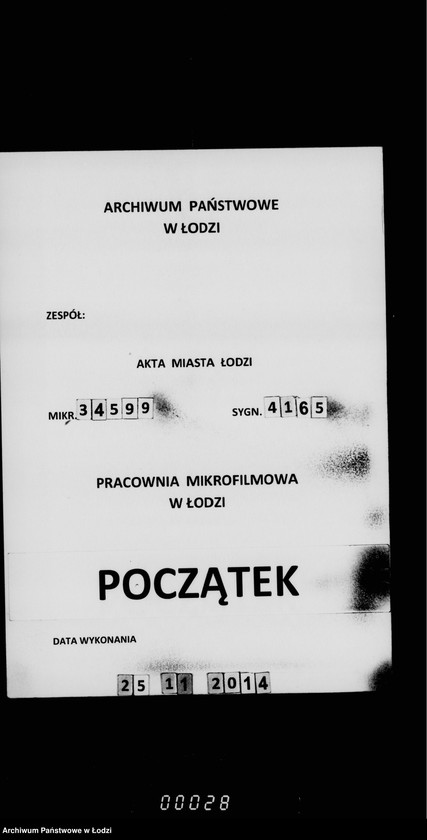 ARCHIWUM PAŃSTWOWE
W ŁODZI
ZESPÓŁ:
AKTA MIASTA ŁODZI
MIKR. 34599 SYGN. 4165
PRACOWNIA MIKROFILMOWA
W ŁODZI
POCZĄTEK
DATA WYKONANIA
25 11 2014
00028
Archiwum Państwowe w Łodzi